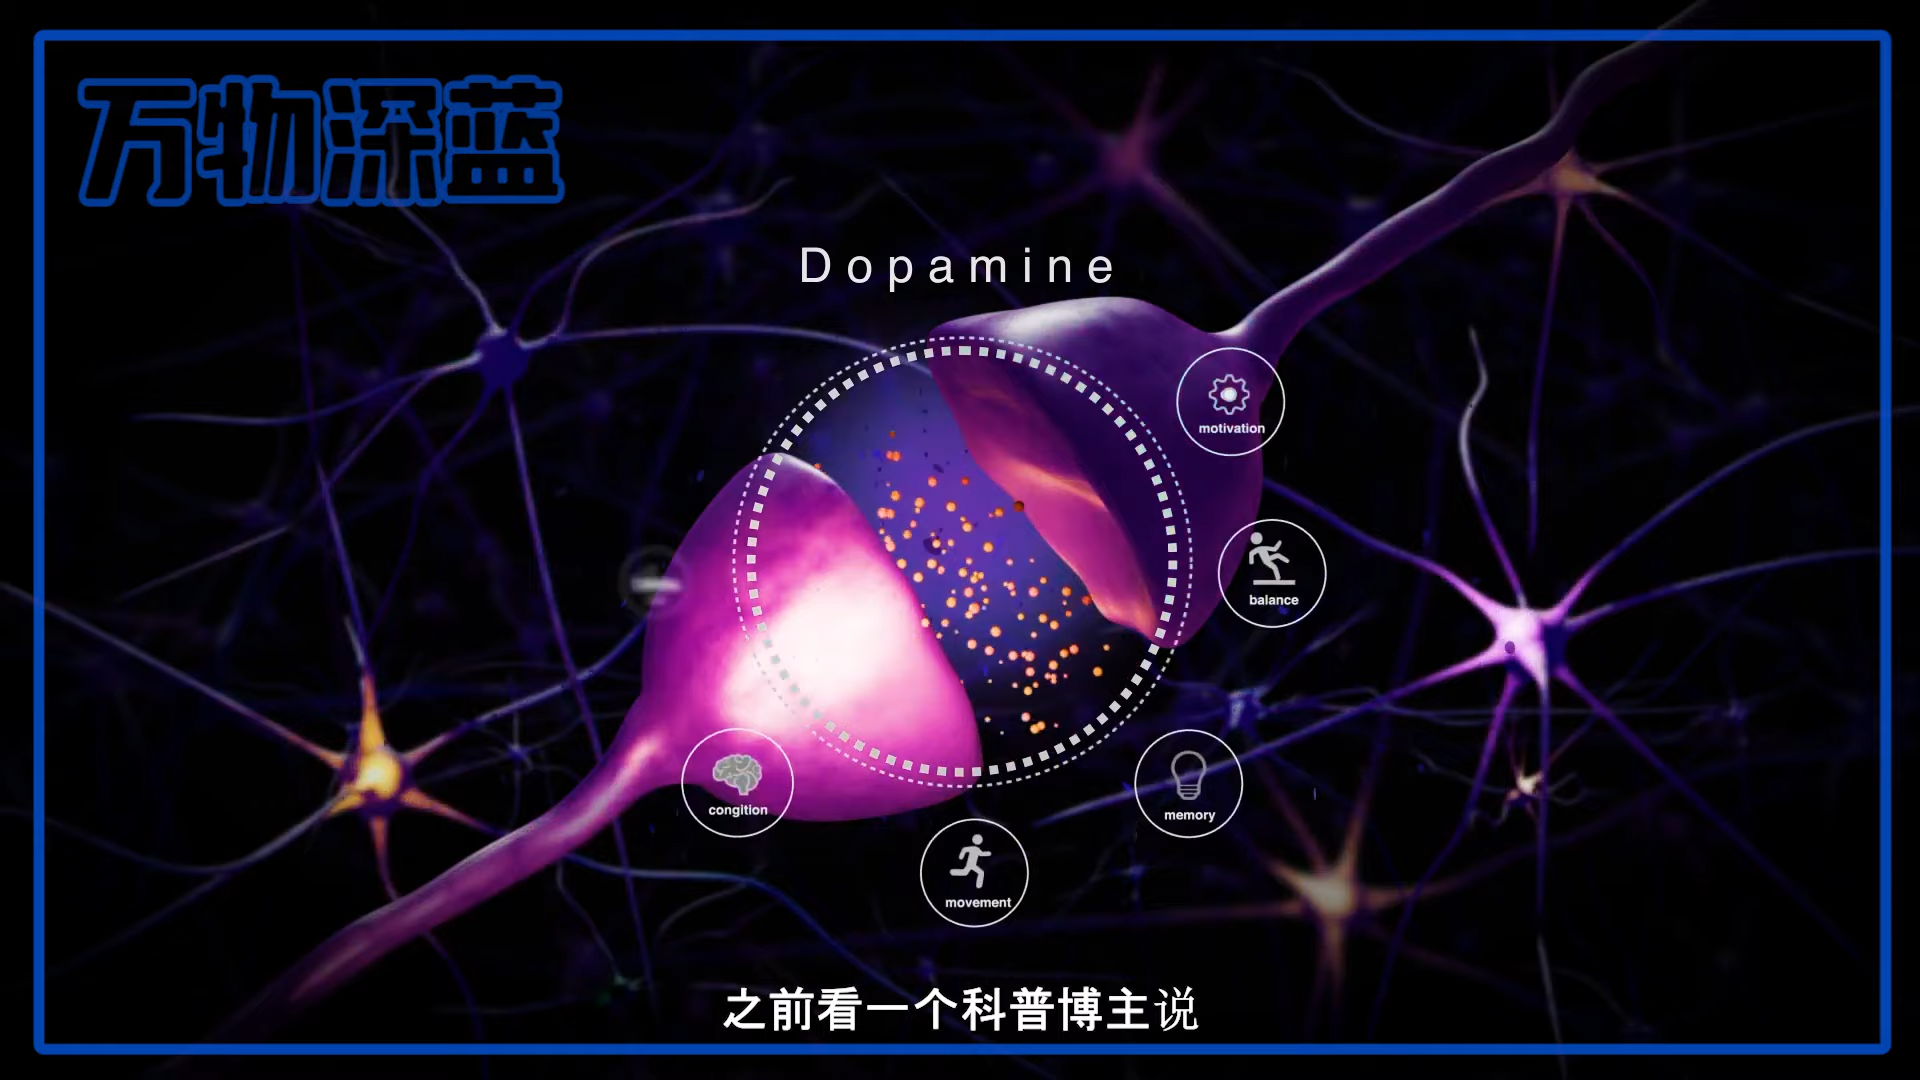 万物深蓝
Dopamine
motivation
balance
congition
memory
movement
之前看一个科普博主说